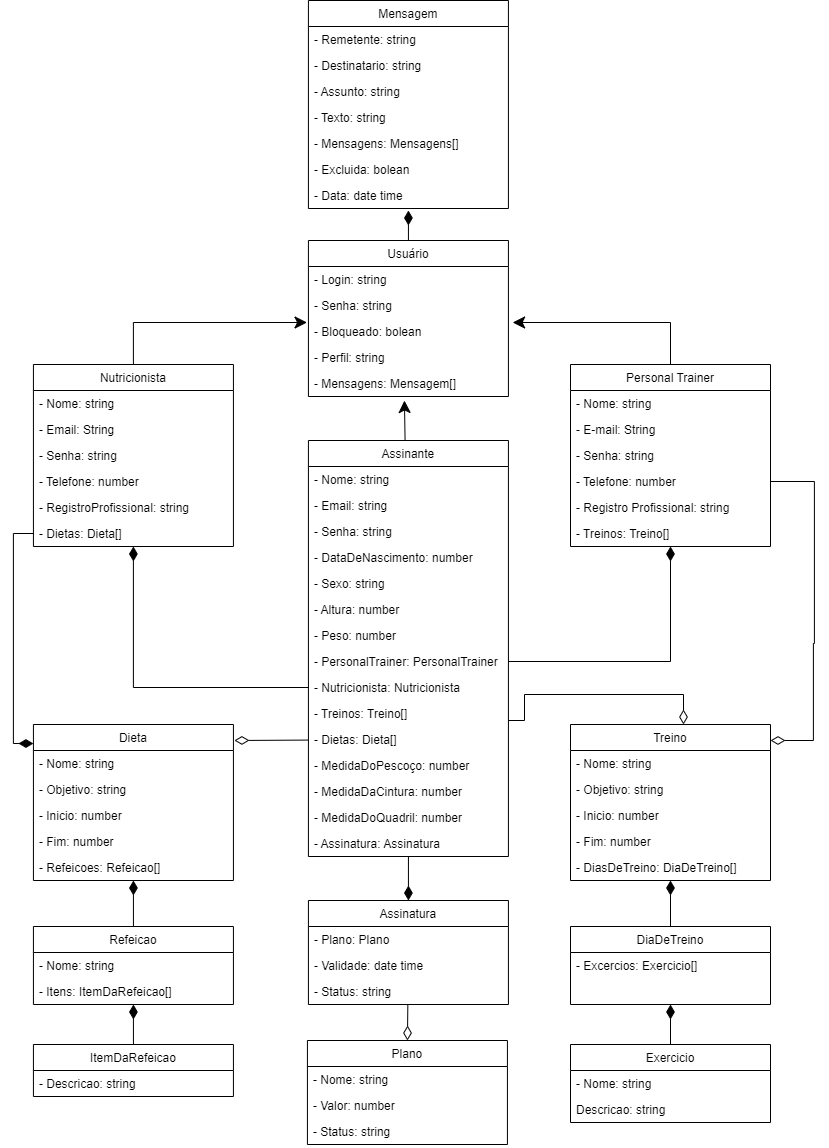 Mensagem
- Remetente: string
- Destinatario: string
- Assunto: string
- Texto: string
- Mensagens: Mensagens[]
- Excluida: bolean
- Data: date time
Usuário
- Login: string
- Senha: string
- Bloqueado: bolean
- Perfil: string
- Mensagens: Mensagem[]
Nutricionista
- Nome: string
- Email: String
- Senha: string
- Telefone: number
- RegistroProfissional: string
- Dietas: Dieta[]
Personal Trainer
- Nome: string
- E-mail: String
- Senha: string
- Telefone: number
- Registro Profissional: string
- Treinos: Treino[]
Assinante
- Nome: string
- Email: string
- Senha: string
- DataDeNascimento: number
- Sexo: string
- Altura: number
- Peso: number
- PersonalTrainer: PersonalTrainer
- Nutricionista: Nutricionista
- Treinos: Treino[]
- Dietas: Dieta[]
- MedidaDoPescoço: number
- MedidaDaCintura: number
- MedidaDoQuadril: number
- Assinatura: Assinatura
Dieta
- Nome: string
- Objetivo: string
- Inicio: number
- Fim: number
- Refeicoes: Refeicao[]
Treino
- Nome: string
- Objetivo: string
- Inicio: number
- Fim: number
- DiasDeTreino: DiaDeTreino[]
Refeicao
- Nome: string
- Itens: ItemDaRefeicao[]
Assinatura
- Plano: Plano
- Validade: date time
- Status: string
DiaDeTreino
- Excercios: Exercicio[]
ItemDaRefeicao
- Descricao: string
Plano
- Nome: string
- Valor: number
- Status: string
Exercicio
- Nome: string
Descricao: string